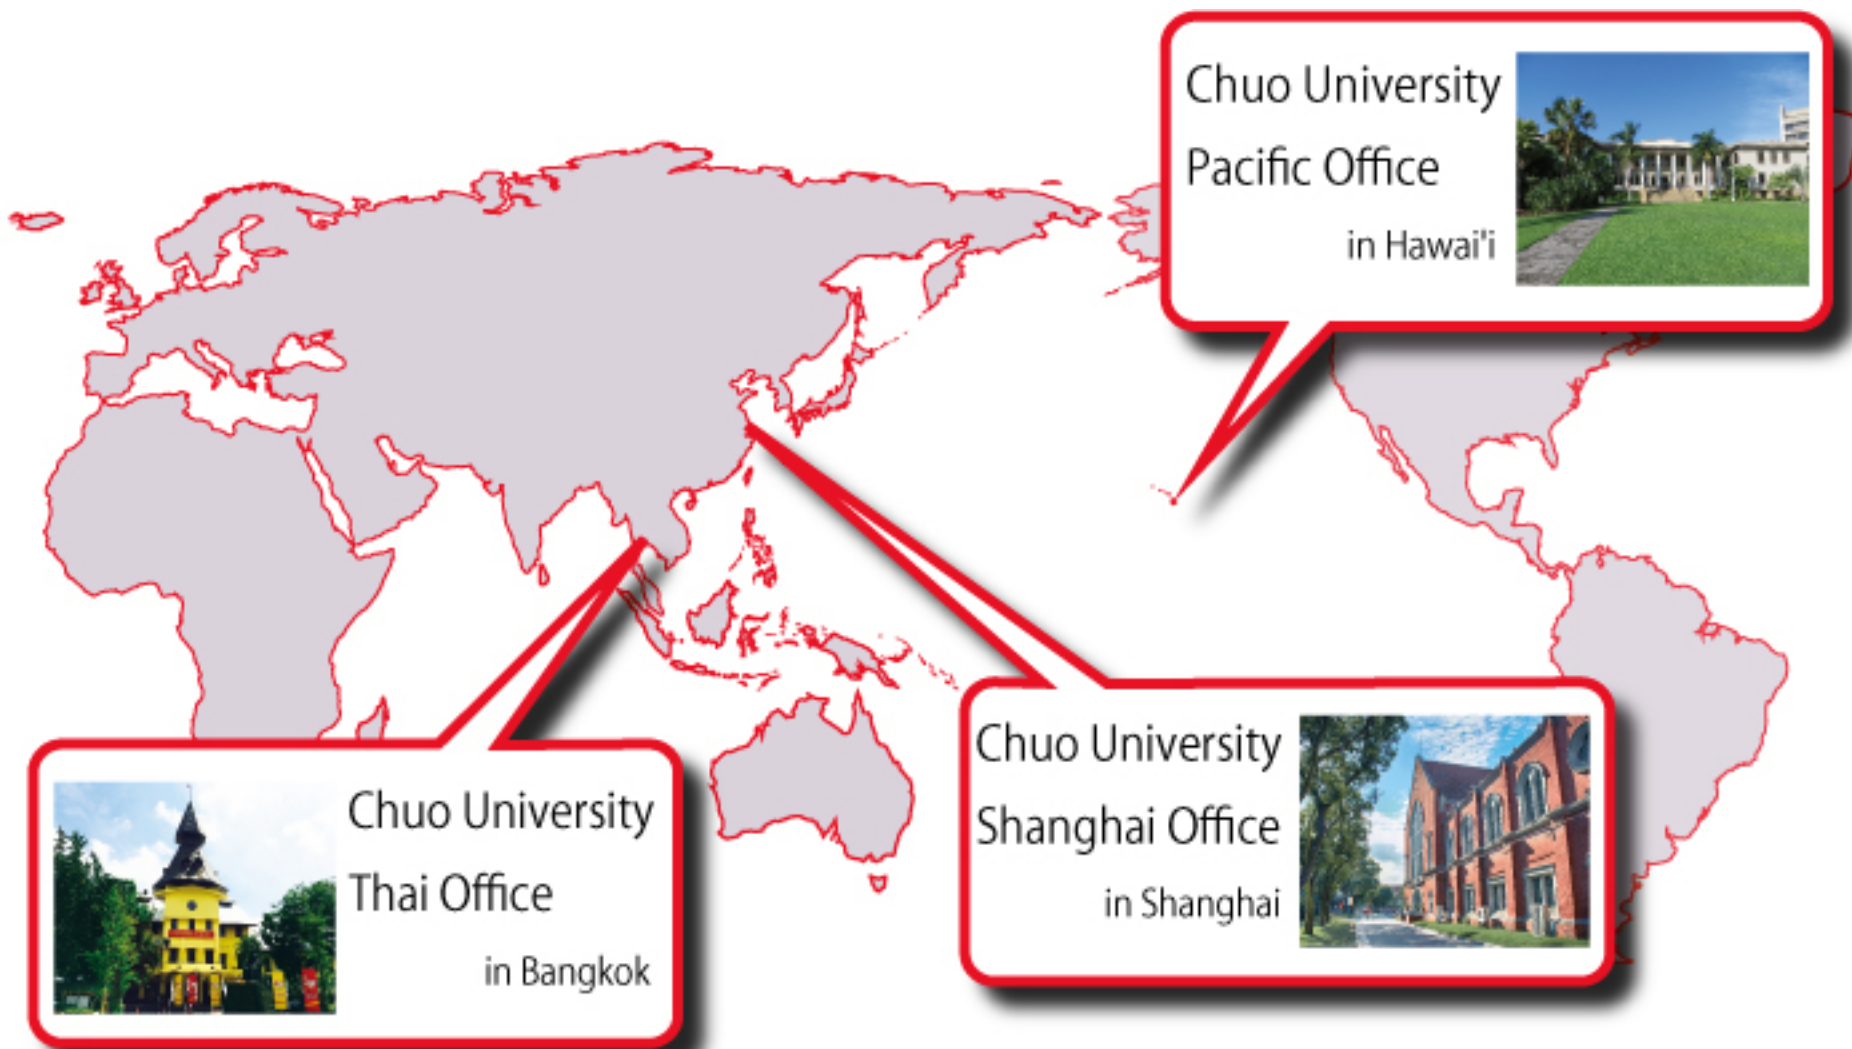 Chuo University
Pacific Office
in Hawai'i
Chuo University
Shanghai Office
in Shanghai
Chuo University
Thai Office
in Bangkok